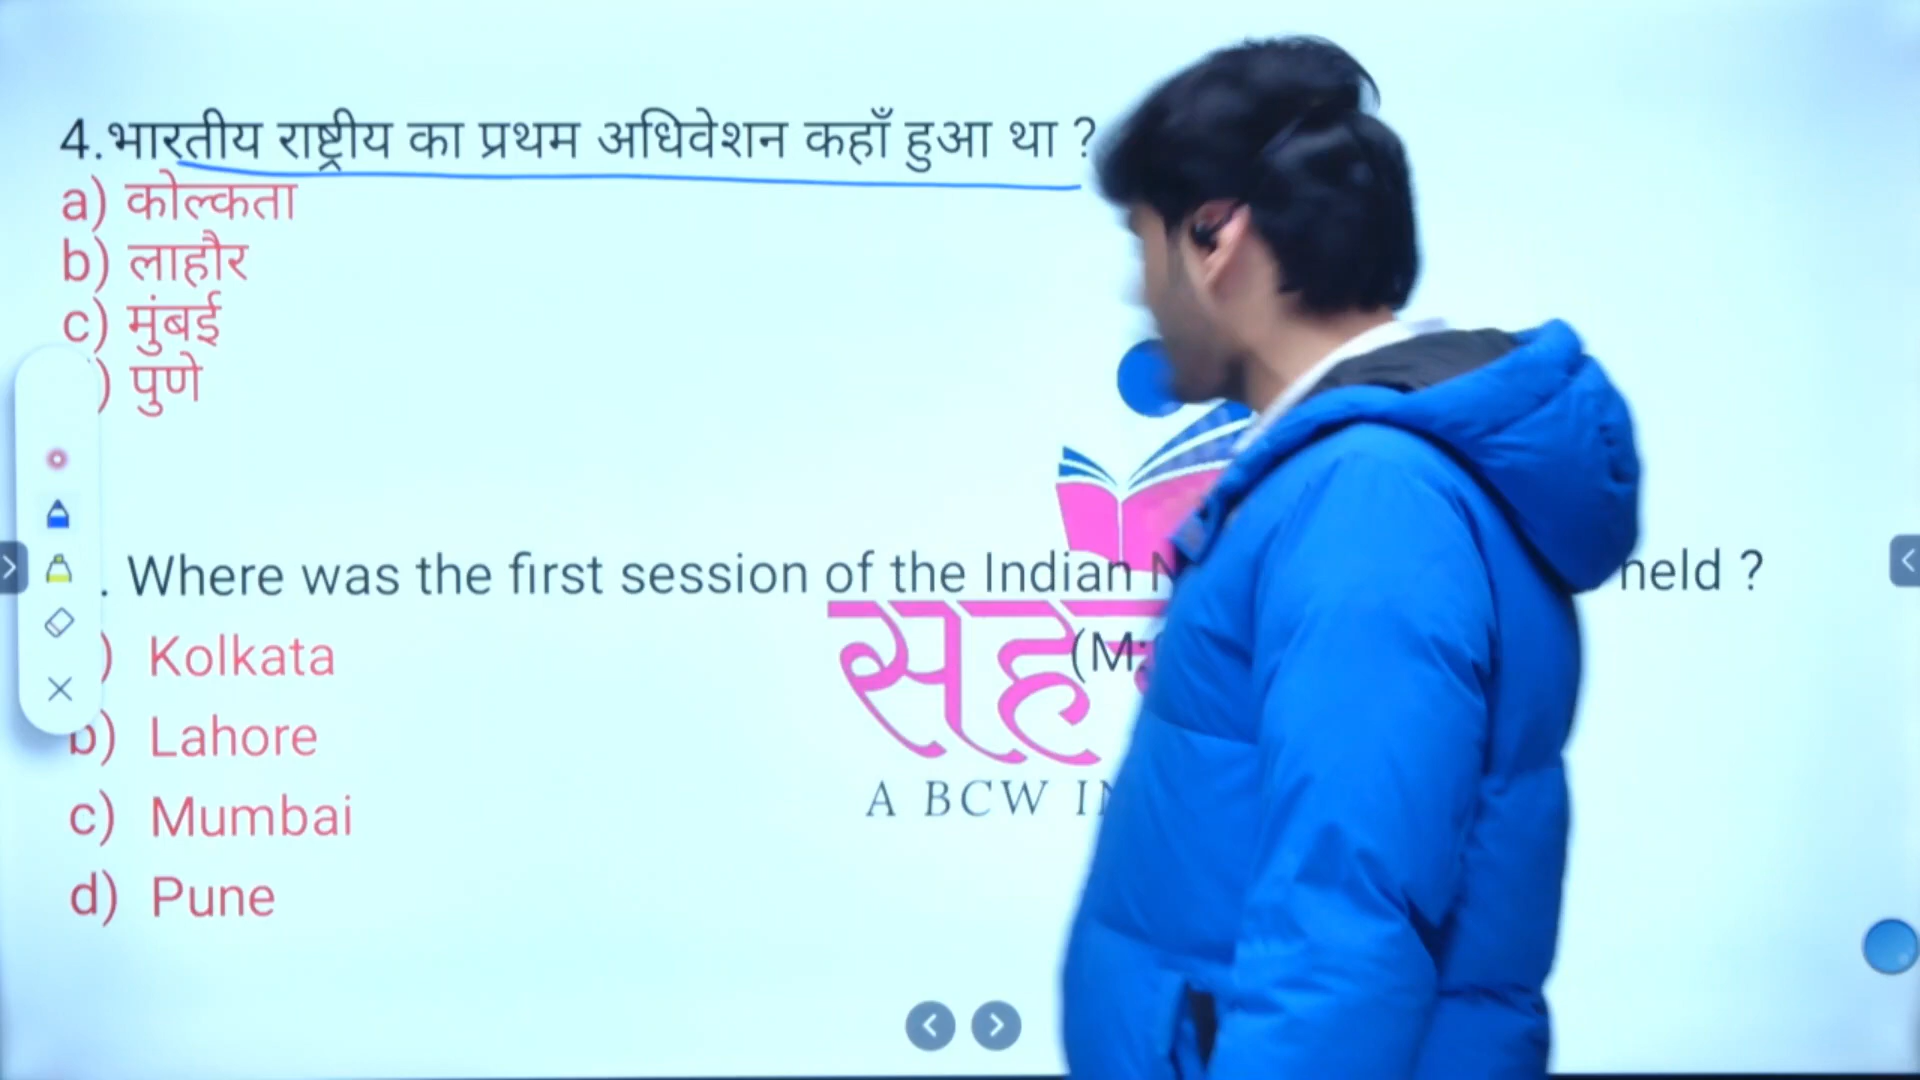 4.भारतीय राष्ट्रीय का प्रथम अधिवेशन कहाँ हुआ था ?
a) कोल्कता
b) लाहौर
c) मुंबई
) पुणे
. Where was the first session of the Indian held ?
(M:
) Kolkata
b) Lahore
c) Mumbai
d) Pune
सह
A BCW